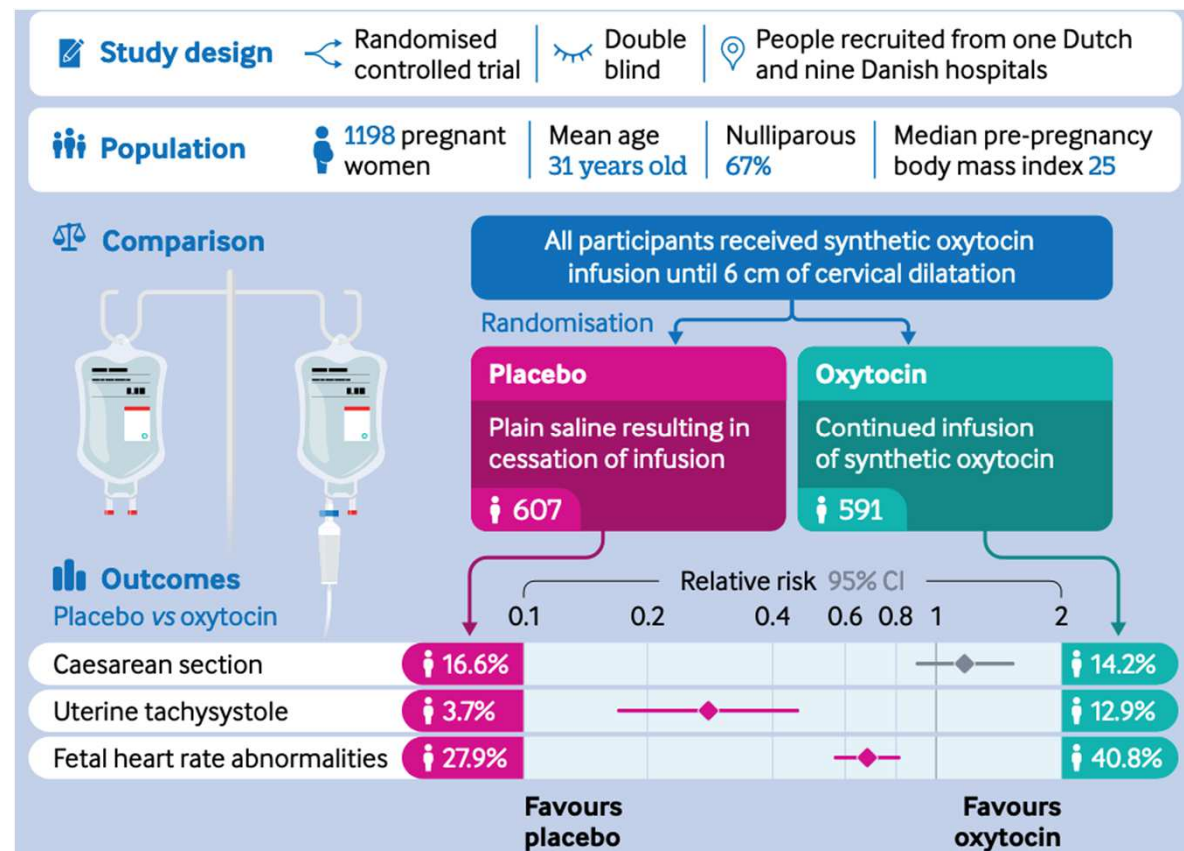 Study design
Randomised
controlled trial
Double
blind
People recruited from one Dutch
and nine Danish hospitals
Population
1198 pregnant
women
Mean age
31 years old
Nulliparous
67%
Median pre-pregnancy
body mass index 25
Comparison
All participants received synthetic oxytocin
infusion until 6 cm of cervical dilatation
Randomisation
Placebo
Plain saline resulting in
cessation of infusion
607
Oxytocin
Continued infusion
of synthetic oxytocin
591
Outcomes
Placebo vs oxytocin
Relative risk 95% CI
0.1 0.2 0.4 0.6 0.8 1 2
Caesarean section 16.6% 14.2%
Uterine tachysystole 3.7% 12.9%
Fetal heart rate abnormalities 27.9% 40.8%
Favours
placebo
Favours
oxytocin